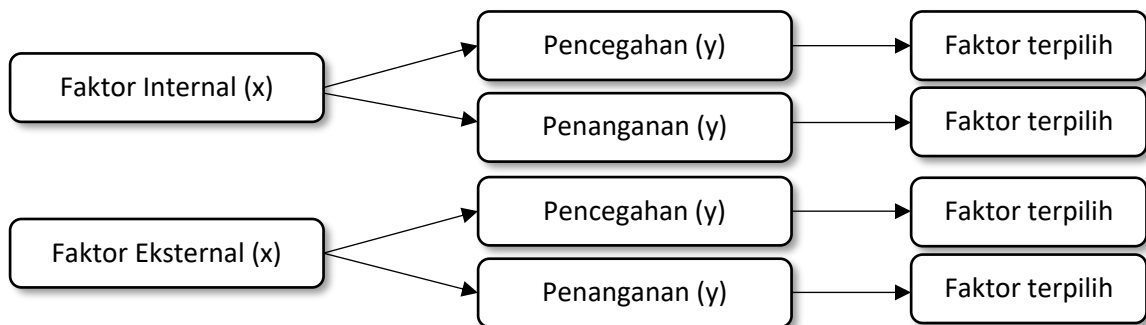 Faktor Internal (x)
Pencegahan (y)
Faktor terpilih
Penanganan (y)
Faktor terpilih
Faktor Eksternal (x)
Pencegahan (y)
Faktor terpilih
Penanganan (y)
Faktor terpilih